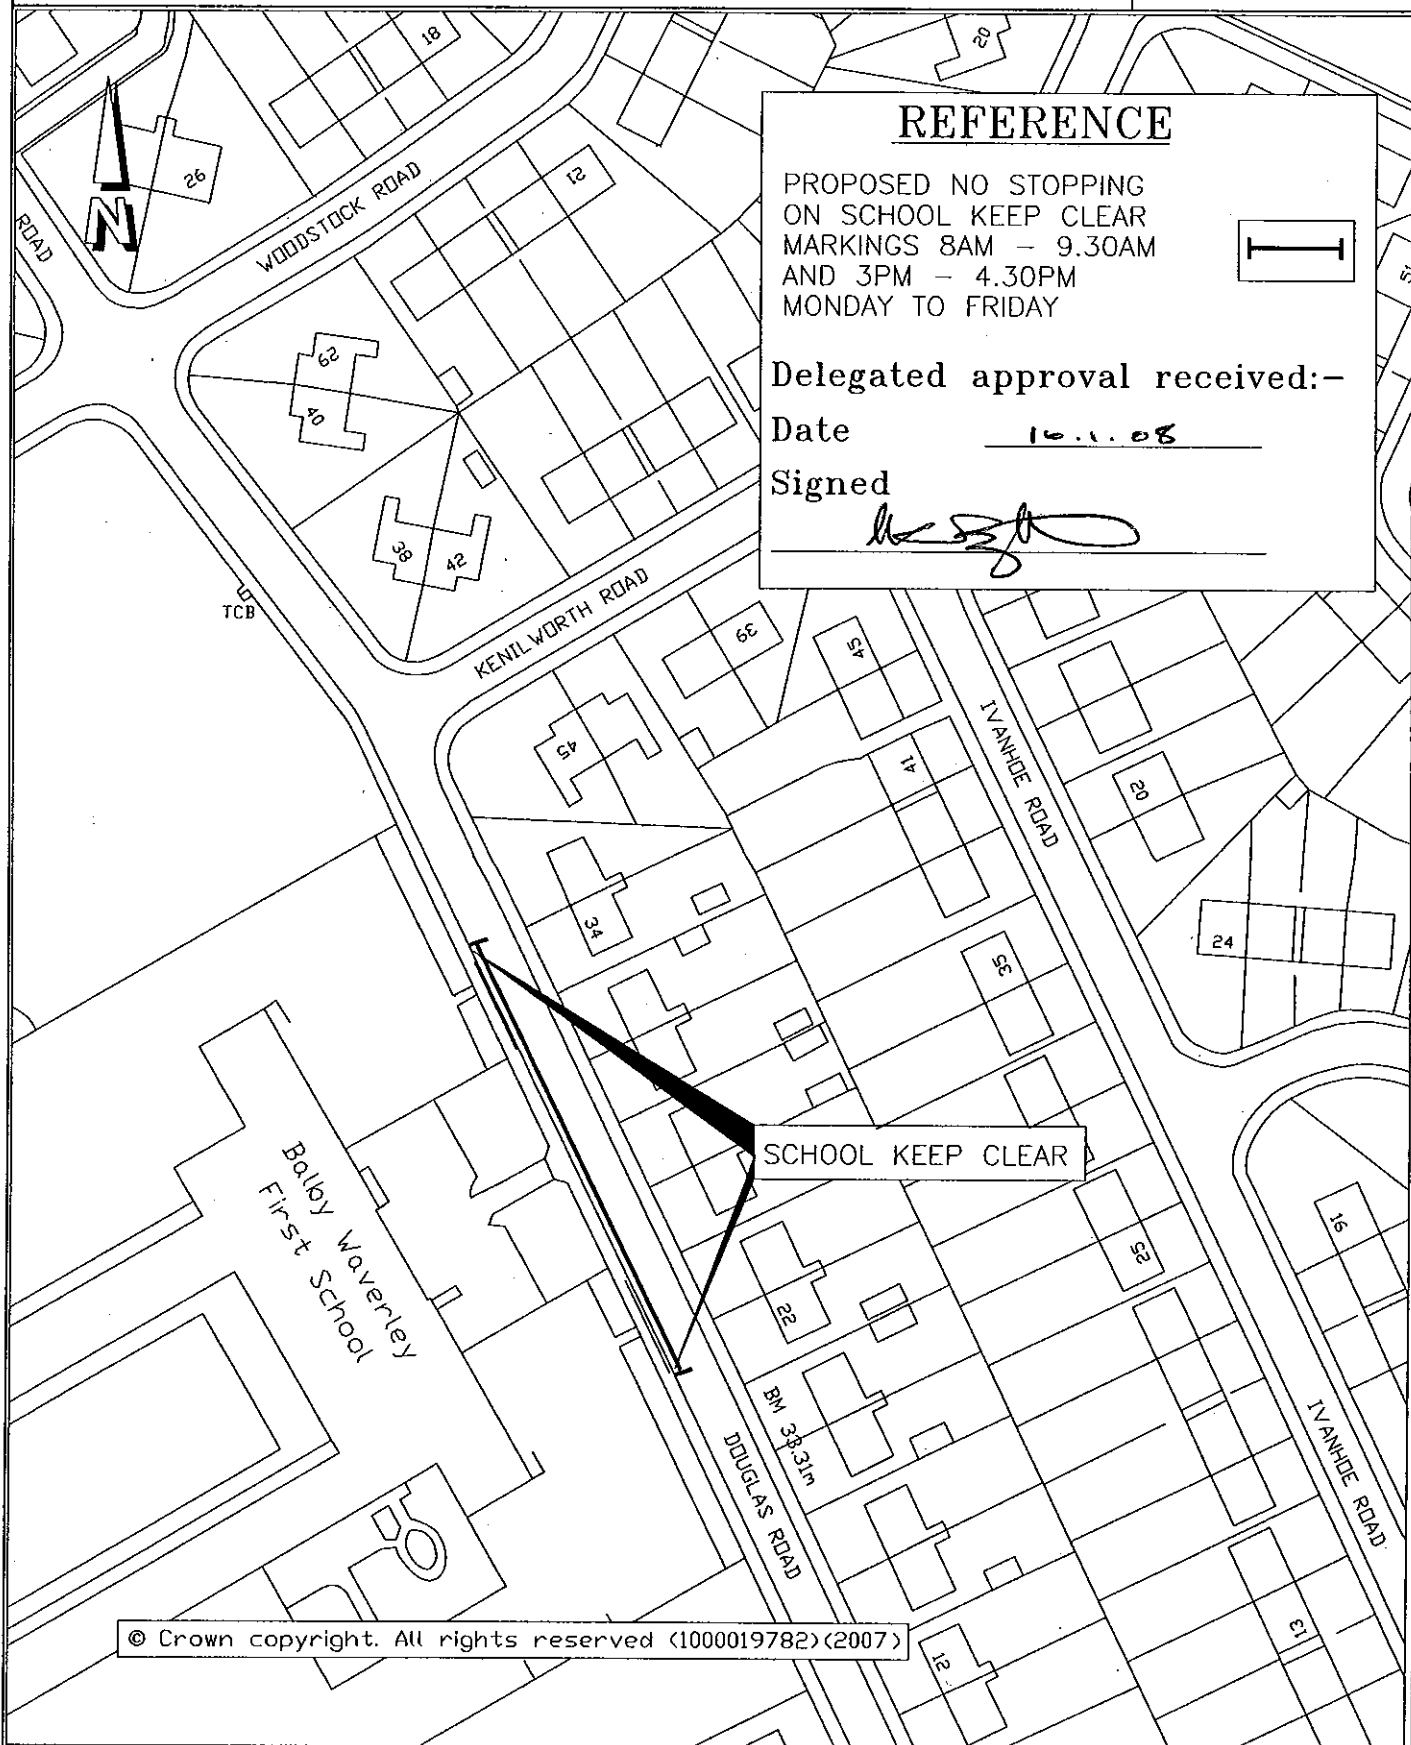 18
20
REFERENCE
PROPOSED NO STOPPING
ON SCHOOL KEEP CLEAR
MARKINGS 8AM - 9.30AM
AND 3PM - 4.30PM
MONDAY TO FRIDAY
Delegated approval received:-
Date 16.1.08
Signed
26
21
ROAD
WOODSTOCK ROAD
N
62
40
38
42
TCB
KENILWORTH ROAD
39
45
45
41
IVANHOE ROAD
20
34
35
24
SCHOOL KEEP CLEAR
Balby Waverley
First School
22
25
16
BM 33.31m
DOUGLAS ROAD
IVANHOE ROAD
12
13
© Crown copyright. All rights reserved (1000019782)(2007)